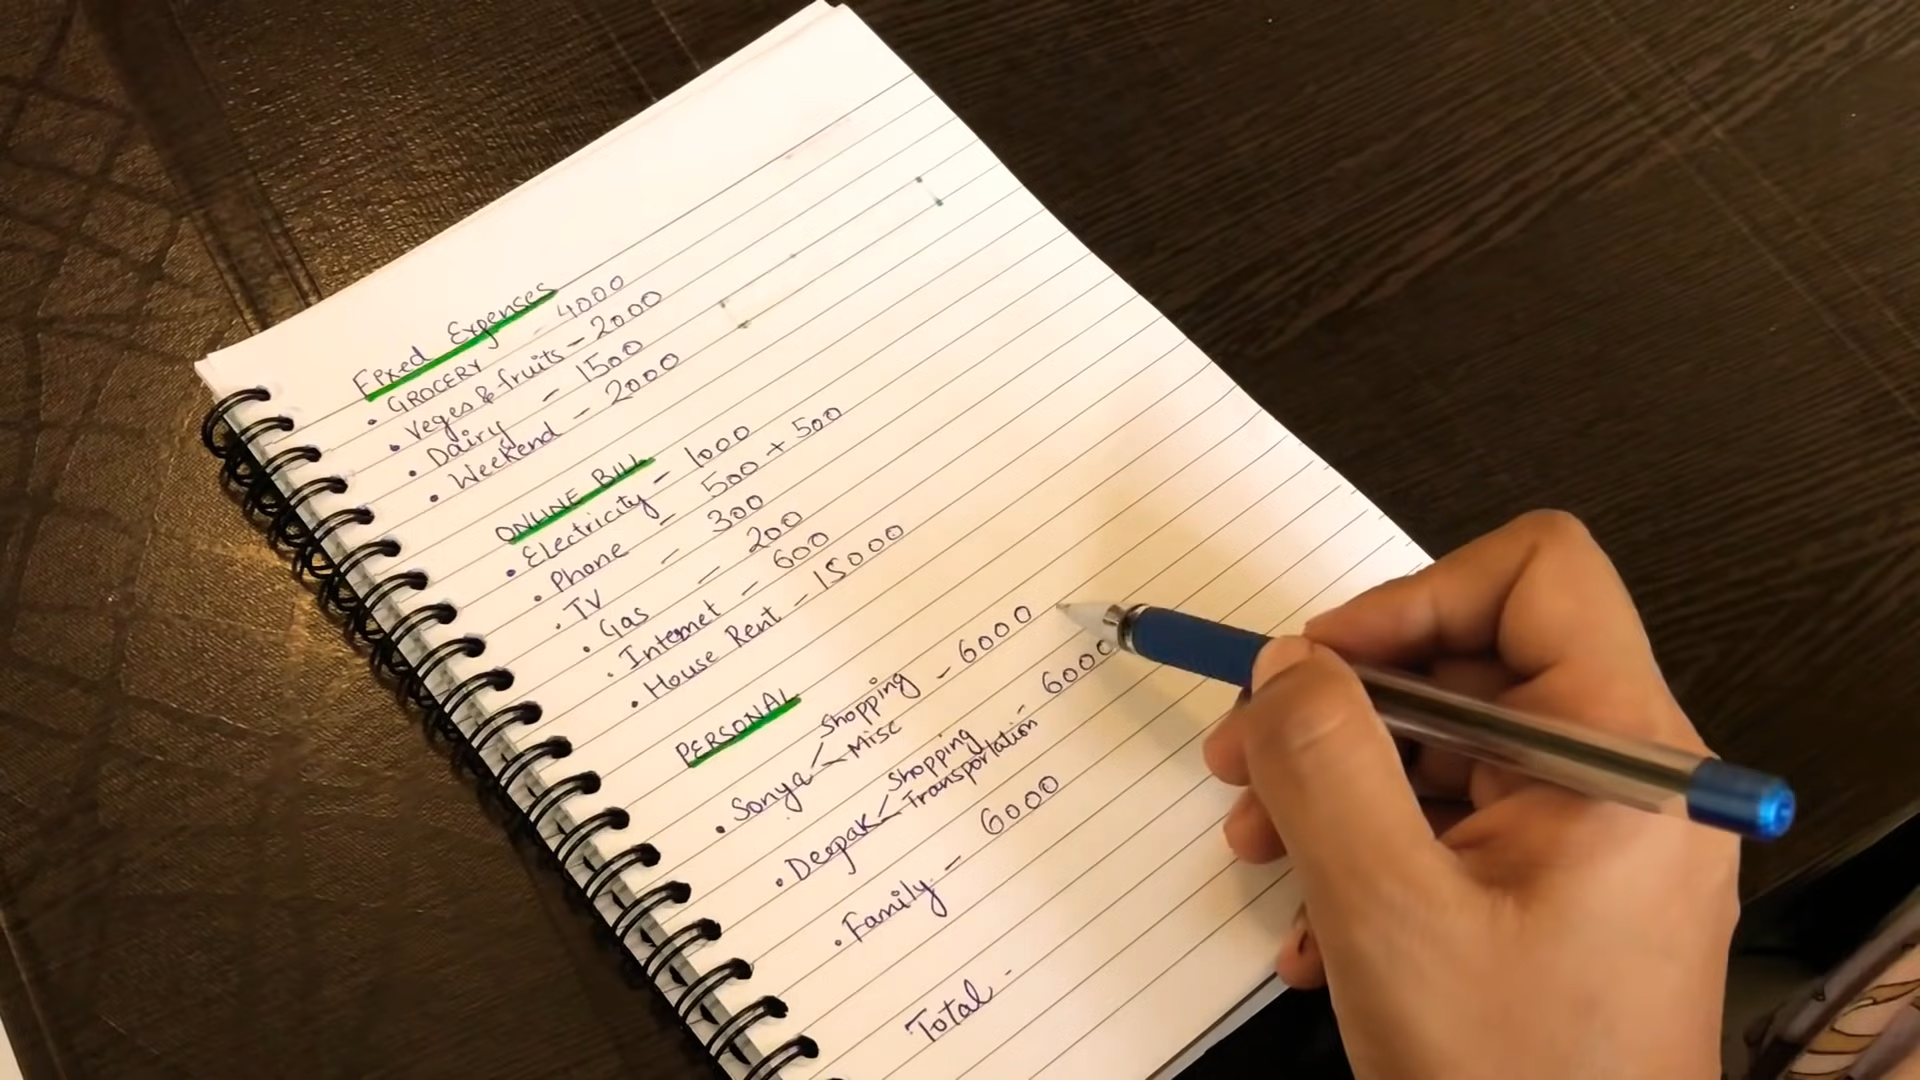 Fixed Expenses
• GROCERY - 4000
• Veges & fruits - 2000
• Dairy - 1500
• Weekend - 2000
ONLINE BILL
• Electricity - 1000
• Phone - 500 + 500
• TV - 300
• Gas - 200
• Internet - 600
• House Rent - 15000
PERSONAL
• Sonya < Shopping - 6000
Misc
• Deepak < Shopping
Transportation - 6000
• Family - 6000
Total -